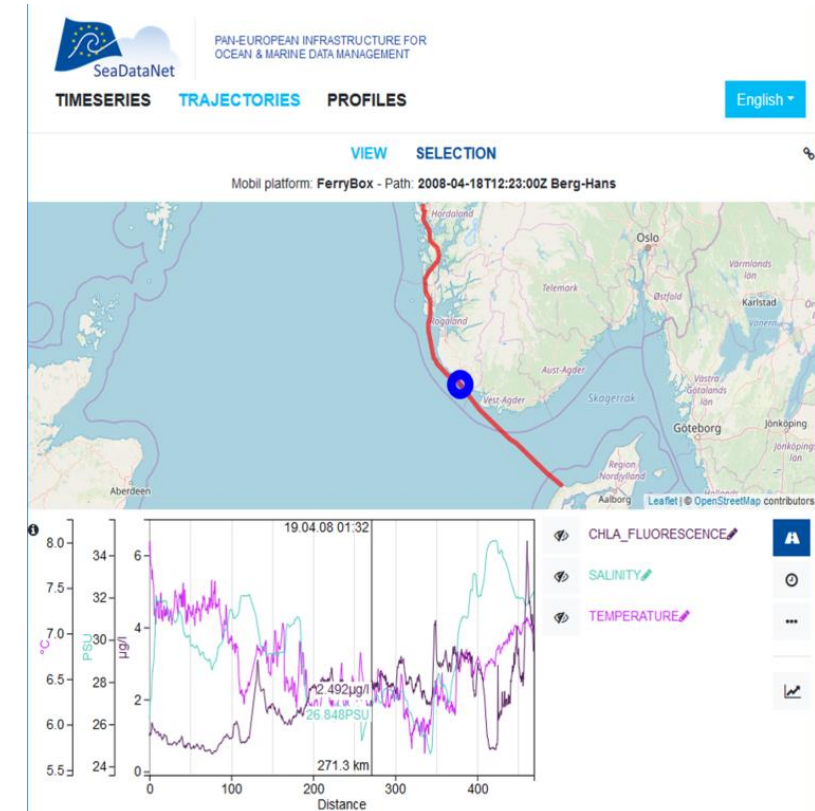 SeaDataNet
PAN-EUROPEAN INFRASTRUCTURE FOR
OCEAN & MARINE DATA MANAGEMENT
TIMESERIES TRAJECTORIES PROFILES
English
VIEW SELECTION
Mobil platform: FerryBox - Path: 2008-04-18T12:23:00Z Berg-Hans
Hordaland
Oslo
Värmlands
län
Telemark
Østfold
Karlstad
Rogaland
Aust-Agder
Vest-Agder
Skagerrak
Västra
Götalands
län
Göteborg
Jönköping
Jönköpings
län
Region
Nordjylland
Aberdeen
Aalborg
Leaflet | © OpenStreetMap contributors
19.04.08 01:32
CHLA_FLUORESCENCE
SALINITY
TEMPERATURE
°C
8.0
7.5
7.0
6.5
6.0
5.5
PSU
34
32
30
28
26
24
µg/l
6
4
2
0
2.492µg/l
26.848PSU
271.3 km
0 100 200 300 400
Distance